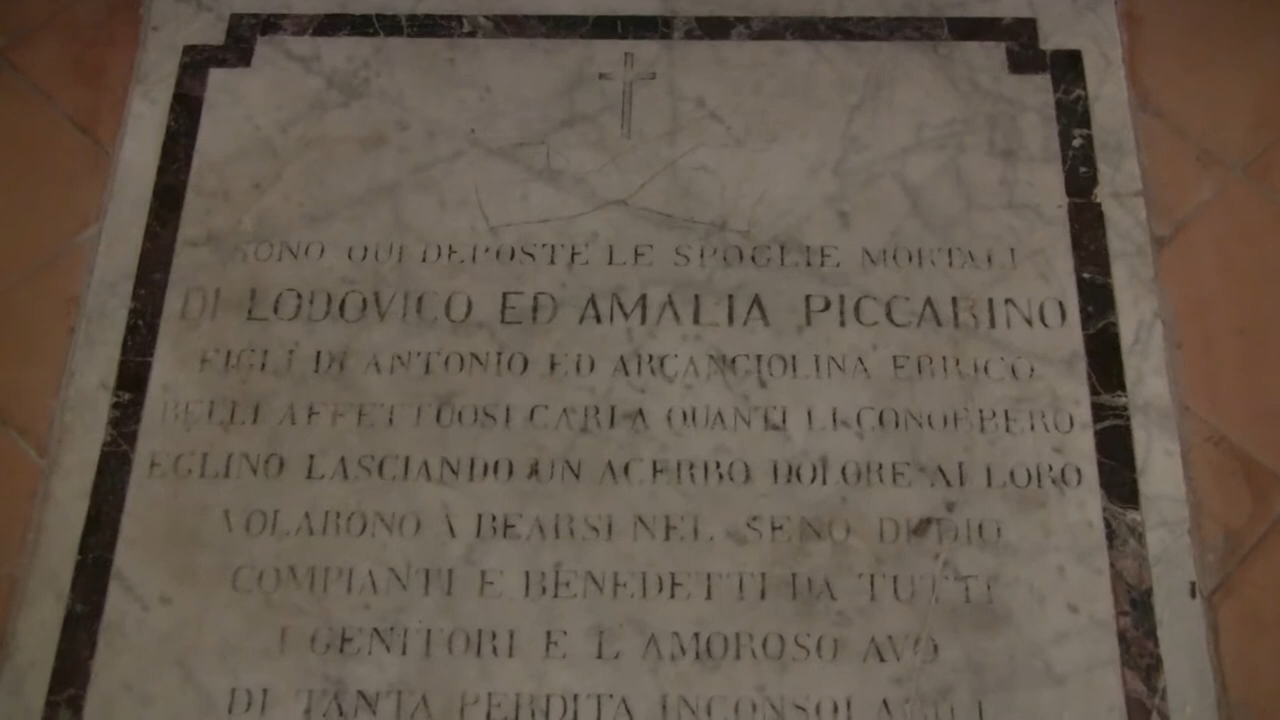 SONO QUI DEPOSTE LE SPOGLIE MORTALI
DI LODOVICO ED AMALIA PICCARINO
FIGLI DI ANTONIO ED ARCANGIOLINA ERRICO
BELLI AFFETTUOSI CARI A QUANTI LI CONOBBERO
EGLINO LASCIANDO UN ACERBO DOLORE AI LORO
VOLARONO A BEARSI NEL SENO DI DIO
COMPIANTI E BENEDETTI DA TUTTI
I GENITORI E L AMOROSO AVO
DI TANTA PERDITA INCONSOLABILI